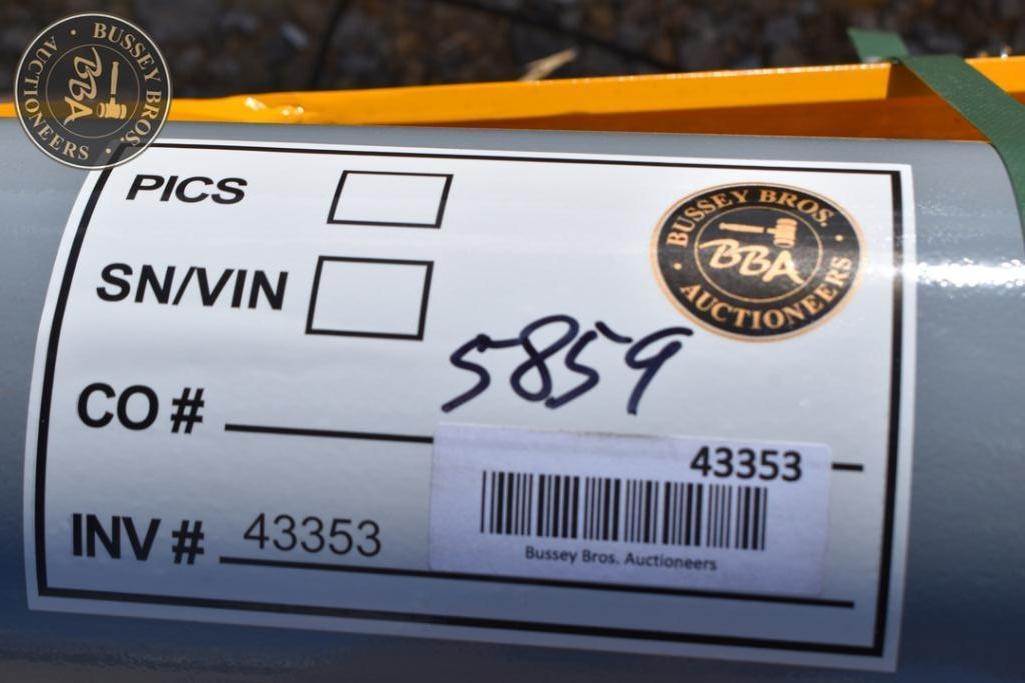 BUSSEY BROS.
AUCTIONEERS
BBA
PICS
SN/VIN
BUSSEY BROS.
BBA
AUCTIONEERS
5859
CO #
43353
INV # 43353
Bussey Bros. Auctioneers